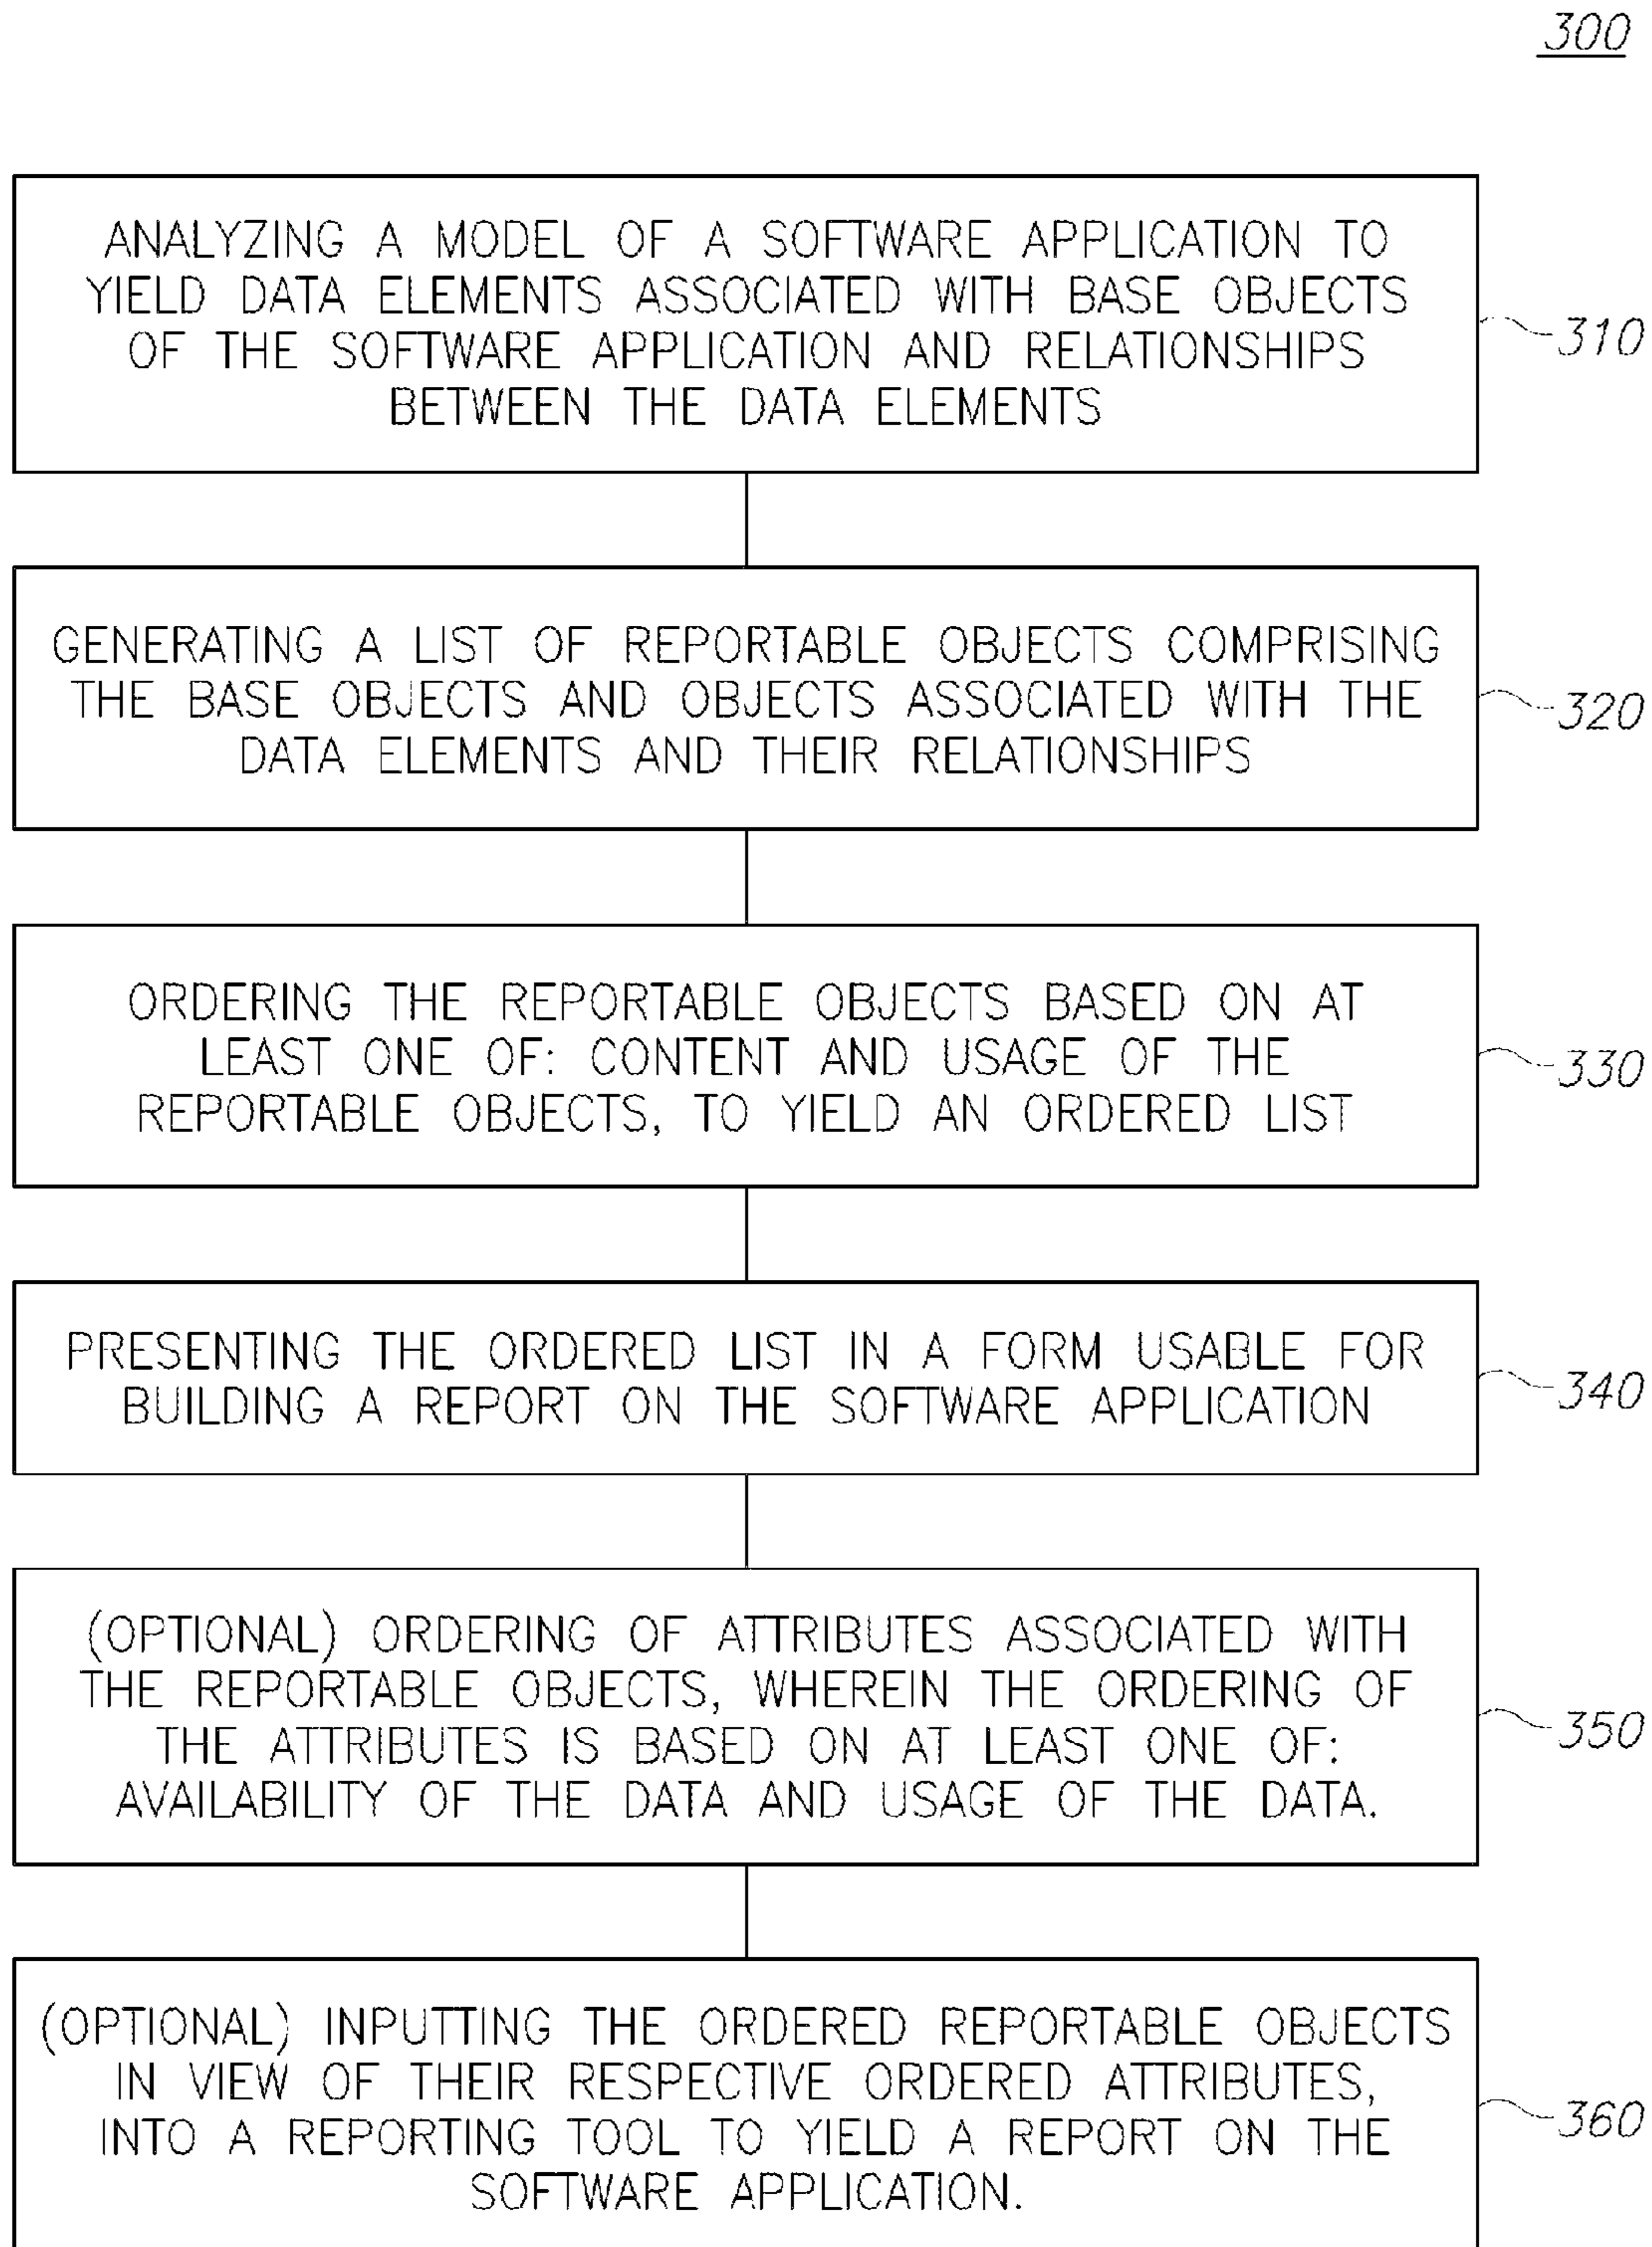 300
ANALYZING A MODEL OF A SOFTWARE APPLICATION TO
YIELD DATA ELEMENTS ASSOCIATED WITH BASE OBJECTS
OF THE SOFTWARE APPLICATION AND RELATIONSHIPS
BETWEEN THE DATA ELEMENTS
310
GENERATING A LIST OF REPORTABLE OBJECTS COMPRISING
THE BASE OBJECTS AND OBJECTS ASSOCIATED WITH THE
DATA ELEMENTS AND THEIR RELATIONSHIPS
320
ORDERING THE REPORTABLE OBJECTS BASED ON AT
LEAST ONE OF: CONTENT AND USAGE OF THE
REPORTABLE OBJECTS, TO YIELD AN ORDERED LIST
330
PRESENTING THE ORDERED LIST IN A FORM USABLE FOR
BUILDING A REPORT ON THE SOFTWARE APPLICATION
340
(OPTIONAL) ORDERING OF ATTRIBUTES ASSOCIATED WITH
THE REPORTABLE OBJECTS, WHEREIN THE ORDERING OF
THE ATTRIBUTES IS BASED ON AT LEAST ONE OF:
AVAILABILITY OF THE DATA AND USAGE OF THE DATA.
350
(OPTIONAL) INPUTTING THE ORDERED REPORTABLE OBJECTS
IN VIEW OF THEIR RESPECTIVE ORDERED ATTRIBUTES,
INTO A REPORTING TOOL TO YIELD A REPORT ON THE
SOFTWARE APPLICATION.
360